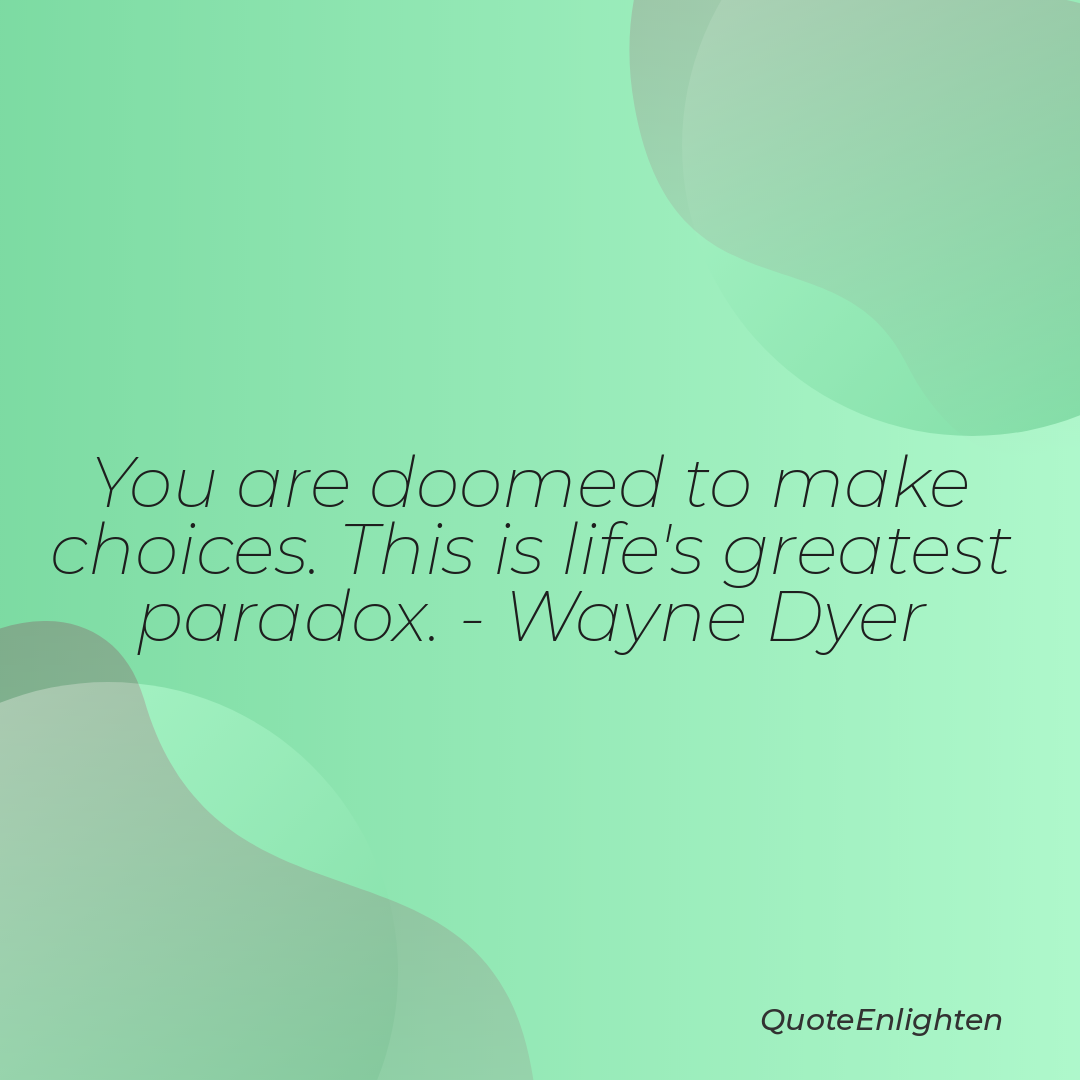 You are doomed to make
choices. This is life's greatest
paradox. - Wayne Dyer
QuoteEnlighten